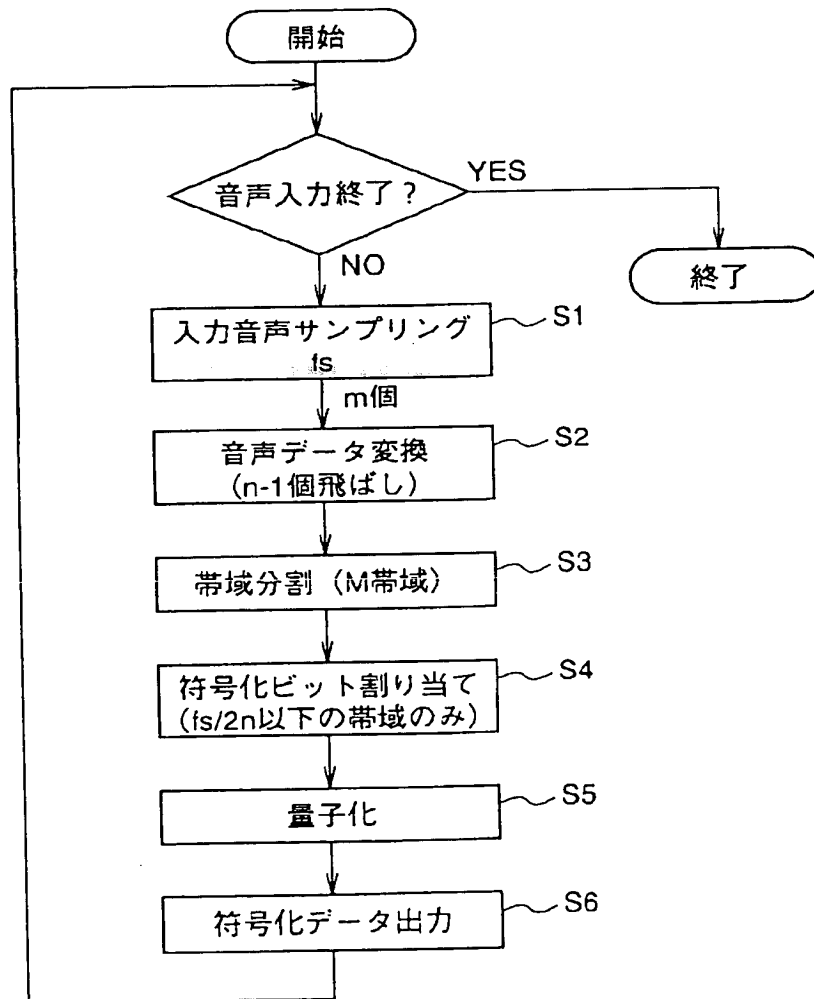 開始
音声入力終了?
YES
NO
終了
入力音声サンプリング
fs
S1
m個
音声データ変換
(n-1個飛ばし)
S2
帯域分割 (M帯域)
S3
符号化ビット割り当て
(fs/2n以下の帯域のみ)
S4
量子化
S5
符号化データ出力
S6